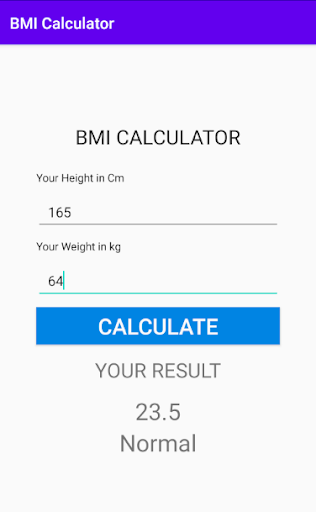 BMI Calculator
BMI CALCULATOR
Your Height in Cm
165
Your Weight in kg
64
CALCULATE
YOUR RESULT
23.5
Normal